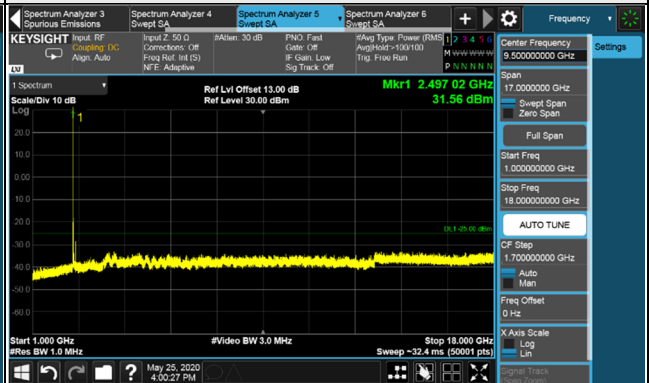 Spectrum Analyzer 3
Spurious Emissions
Spectrum Analyzer 4
Swept SA
Spectrum Analyzer 5
Swept SA
Spectrum Analyzer 6
Swept SA
+
Frequency
KEYSIGHT
Input: RF
Coupling: DC
Align: Auto
Input Z: 50 Ω
Corrections: Off
Freq Ref: Int (S)
NFE: Adaptive
#Atten: 30 dB
PNO: Fast
Gate: Off
IF Gain: Low
Sig Track: Off
#Avg Type: Power (RMS
Avg|Hold:>100/100
Trig: Free Run
1 2 3 4 5 6
M W W W W W
P N N N N N
LXI
1 Spectrum
Scale/Div 10 dB
Log
Ref Lvl Offset 13.00 dB
Ref Level 30.00 dBm
Mkr1 2.497 02 GHz
31.56 dBm
1
20.0
10.0
0.00
-10.0
-20.0
DL1 -25.00 dBm
-30.0
-40.0
-50.0
-60.0
Start 1.000 GHz
#Res BW 1.0 MHz
#Video BW 3.0 MHz
Stop 18.000 GHz
Sweep ~32.4 ms (50001 pts)
Center Frequency
9.500000000 GHz
Settings
Span
17.0000000 GHz
Swept Span
Zero Span
Full Span
Start Freq
1.000000000 GHz
Stop Freq
18.000000000 GHz
AUTO TUNE
CF Step
1.700000000 GHz
Auto
Man
Freq Offset
0 Hz
X Axis Scale
Log
Lin
Signal Track
?
May 25, 2020
4:00:27 PM